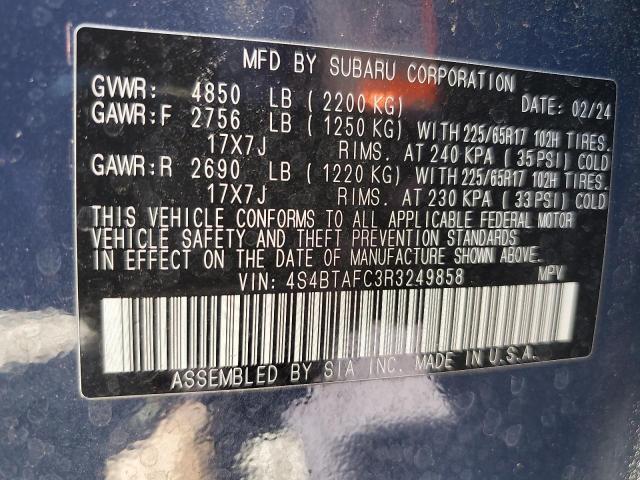 MFD BY SUBARU CORPORATION
GVWR: 4850 LB ( 2200 KG) DATE: 02/24
GAWR:F 2756 LB ( 1250 KG) WITH 225/65R17 102H TIRES.
17X7J RIMS. AT 240 KPA ( 35 PSI) COLD
GAWR:R 2690 LB ( 1220 KG) WITH 225/65R17 102H TIRES.
17X7J RIMS. AT 230 KPA ( 33 PSI) COLD
THIS VEHICLE CONFORMS TO ALL APPLICABLE FEDERAL MOTOR
VEHICLE SAFETY AND THEFT PREVENTION STANDARDS
IN EFFECT ON THE DATE OF MANUFACTURE SHOWN ABOVE.
VIN: 4S4BTAFC3R3249858 MPV
ASSEMBLED BY SIA INC. MADE IN U.S.A.